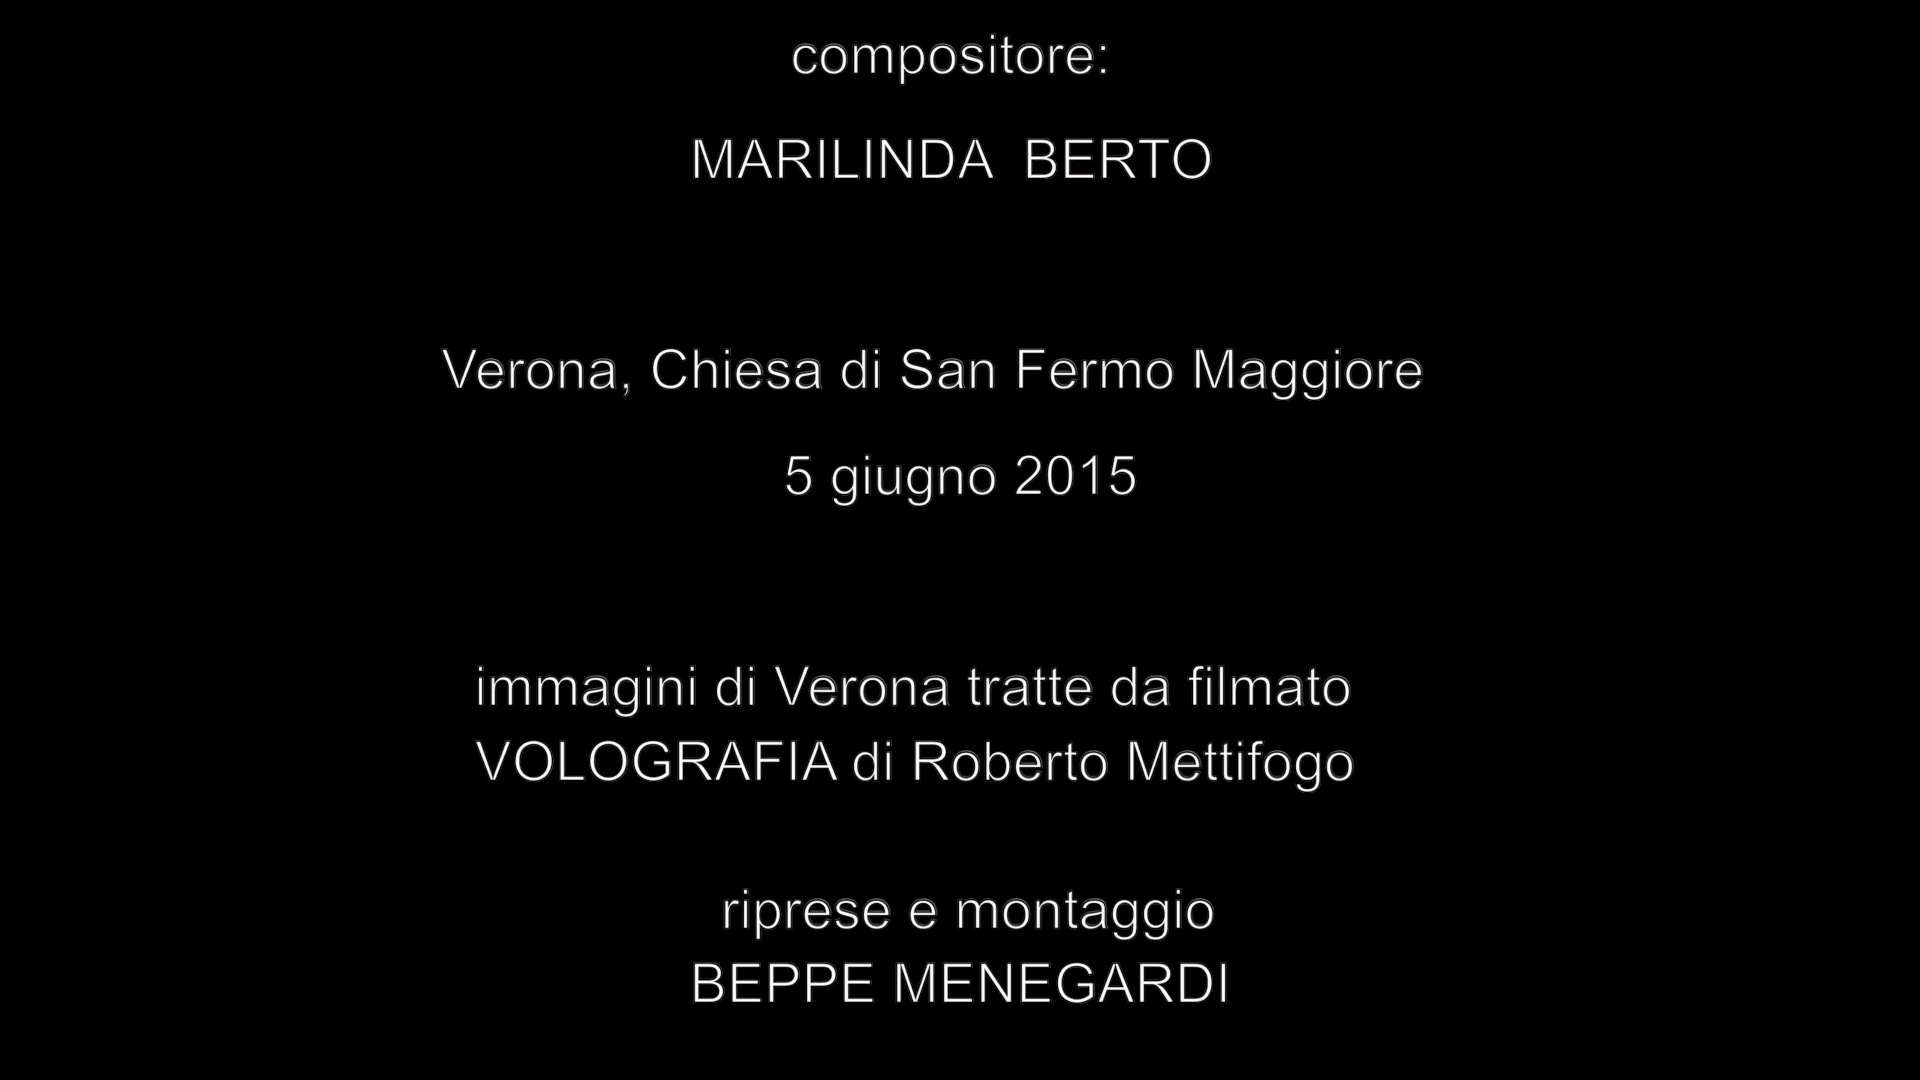 compositore:
MARILINDA BERTO
Verona, Chiesa di San Fermo Maggiore
5 giugno 2015
immagini di Verona tratte da filmato
VOLOGRAFIA di Roberto Mettifogo
riprese e montaggio
BEPPE MENEGARDI